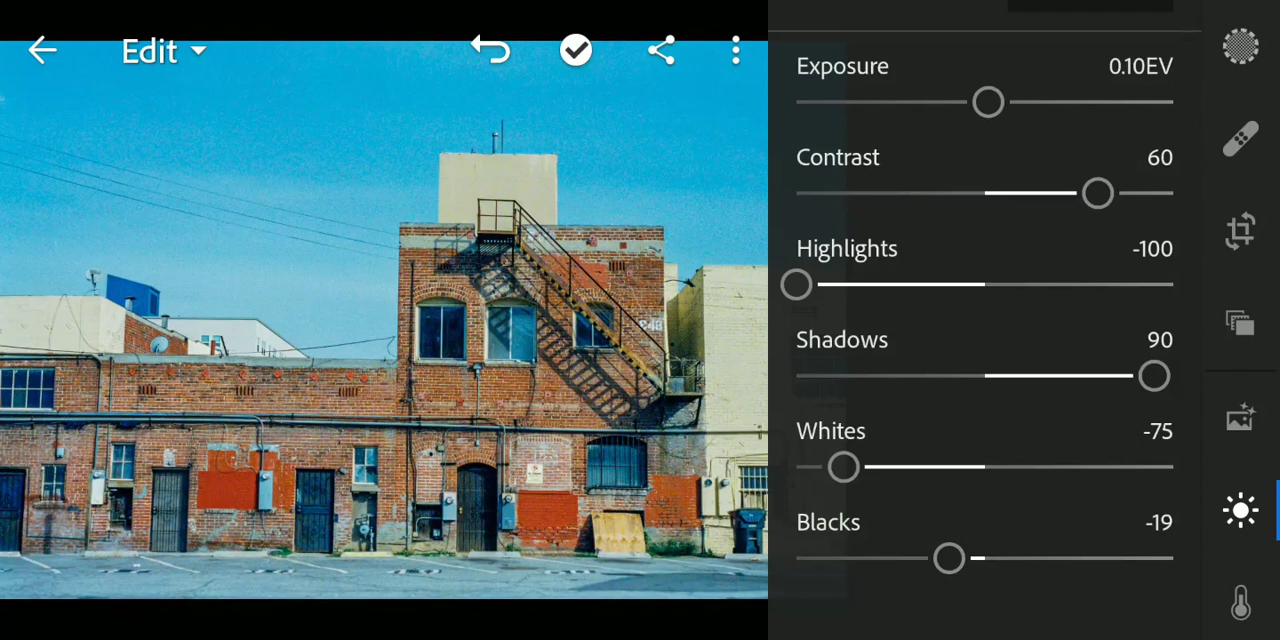 Edit
Exposure 0.10EV
Contrast 60
Highlights -100
Shadows 90
Whites -75
Blacks -19